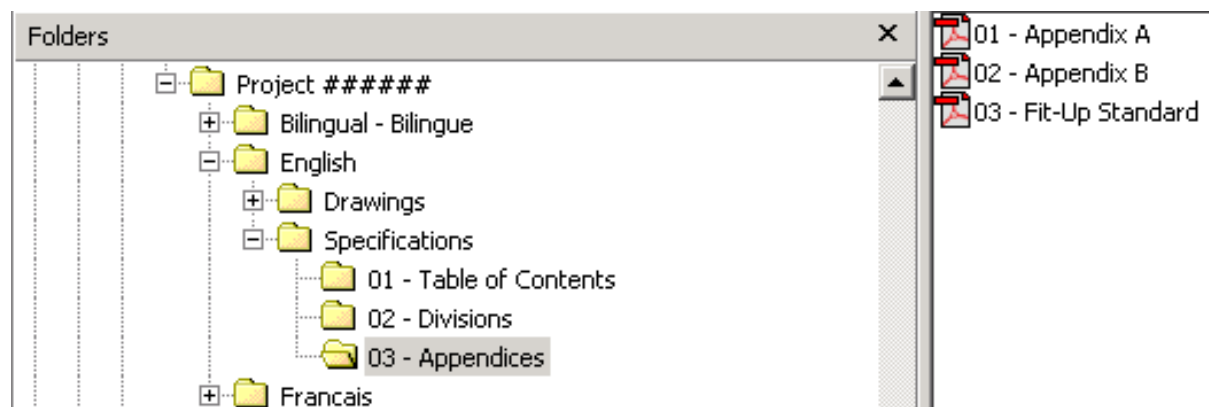 Folders
Project ######
Bilingual - Bilingue
English
Drawings
Specifications
01 - Table of Contents
02 - Divisions
03 - Appendices
Francais
01 - Appendix A
02 - Appendix B
03 - Fit-Up Standard